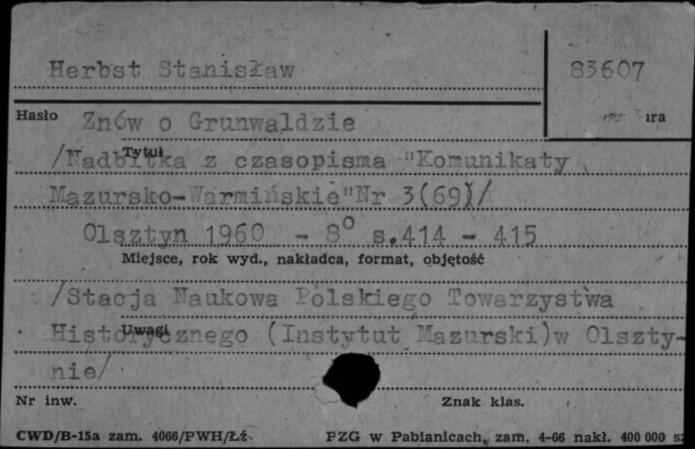 Herbst Stanisław
83607
Hasło Znów o Grunwaldzie
Tytuł
/Nadbitka z czasopisma "Komunikaty
Mazursko-Warmińskie"Nr 3(69)/
Olsztyn 1960 - 8° s.414 - 415
Miejsce, rok wyd., nakładca, format, objętość
/Stacja Naukowa Polskiego Towarzystwa
Uwagi
Historycznego (Instytut Mazurski)w Olszty-
nie/
Nr inw. Znak klas.
CWD/B-15a zam. 4066/PWH/Łź PZG w Pabianicach, zam. 4-66 nakł. 400 000